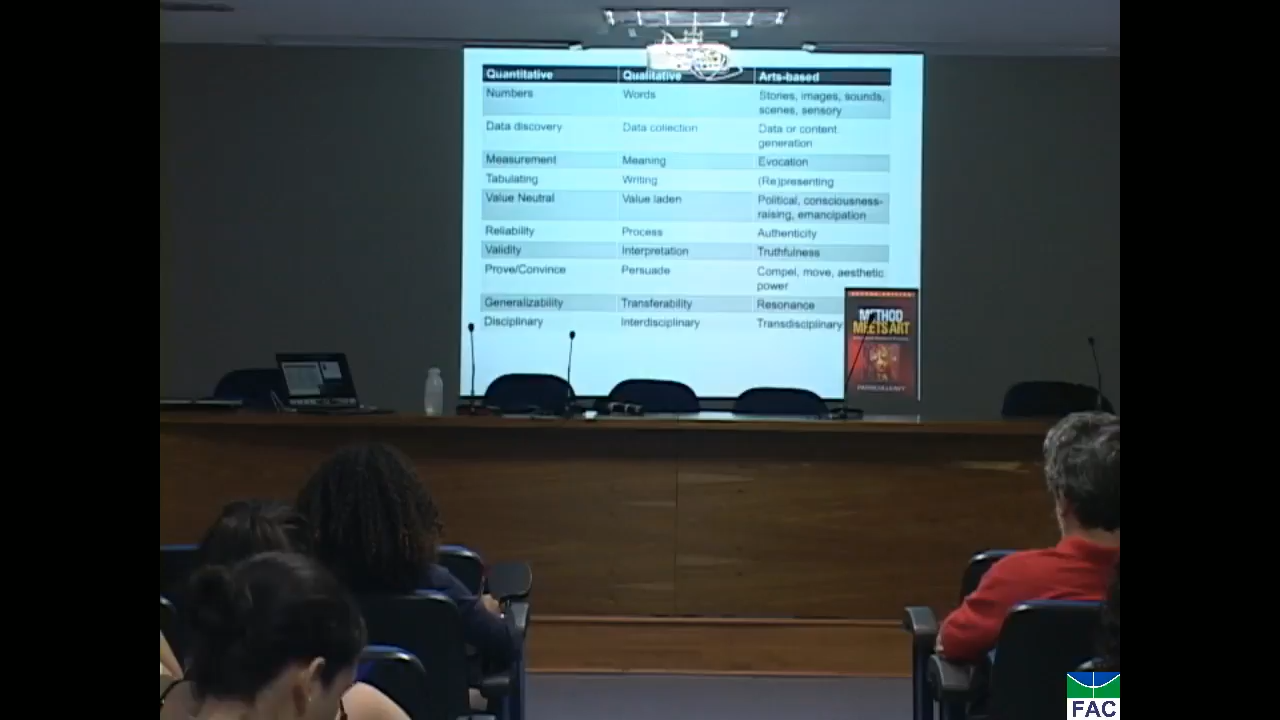 Quantitative Qualitative Arts-based
Numbers Words Stories, images, sounds,
scenes, sensory
Data discovery Data collection Data or content
generation
Measurement Meaning Evocation
Tabulating Writing (Re)presenting
Value Neutral Value laden Political, consciousness-
raising, emancipation
Reliability Process Authenticity
Validity Interpretation Truthfulness
Prove/Convince Persuade Compel, move, aesthetic
power
Generalizability Transferability Resonance
Disciplinary Interdisciplinary Transdisciplinary
METHOD
MEETS ART
FAC